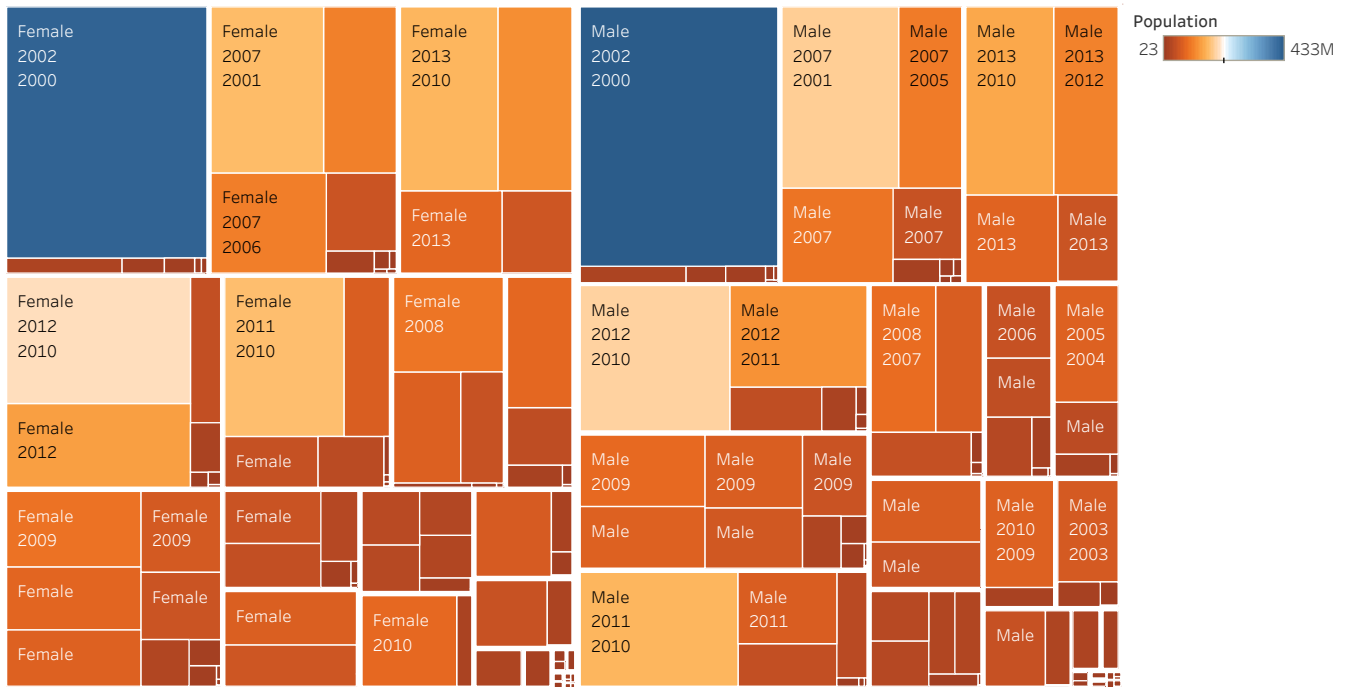 Female
2002
2000
Female
2007
2001
Female
2013
2010
Female
2007
2006
Female
2013
Female
2012
2010
Female
2012
Female
2011
2010
Female
Female
2008
Female
2009
Female
2009
Female
Female
Female
Female
Female
Female
2010
Male
2002
2000
Male
2007
2001
Male
2007
2005
Male
2013
2010
Male
2013
2012
Male
2007
Male
2007
Male
2013
Male
2013
Male
2012
2010
Male
2012
2011
Male
2008
2007
Male
2006
Male
Male
2005
2004
Male
Male
2009
Male
2009
Male
2009
Male
Male
Male
Male
Male
2010
2009
Male
2003
2003
Male
2011
2010
Male
2011
Male
Population
23
433M